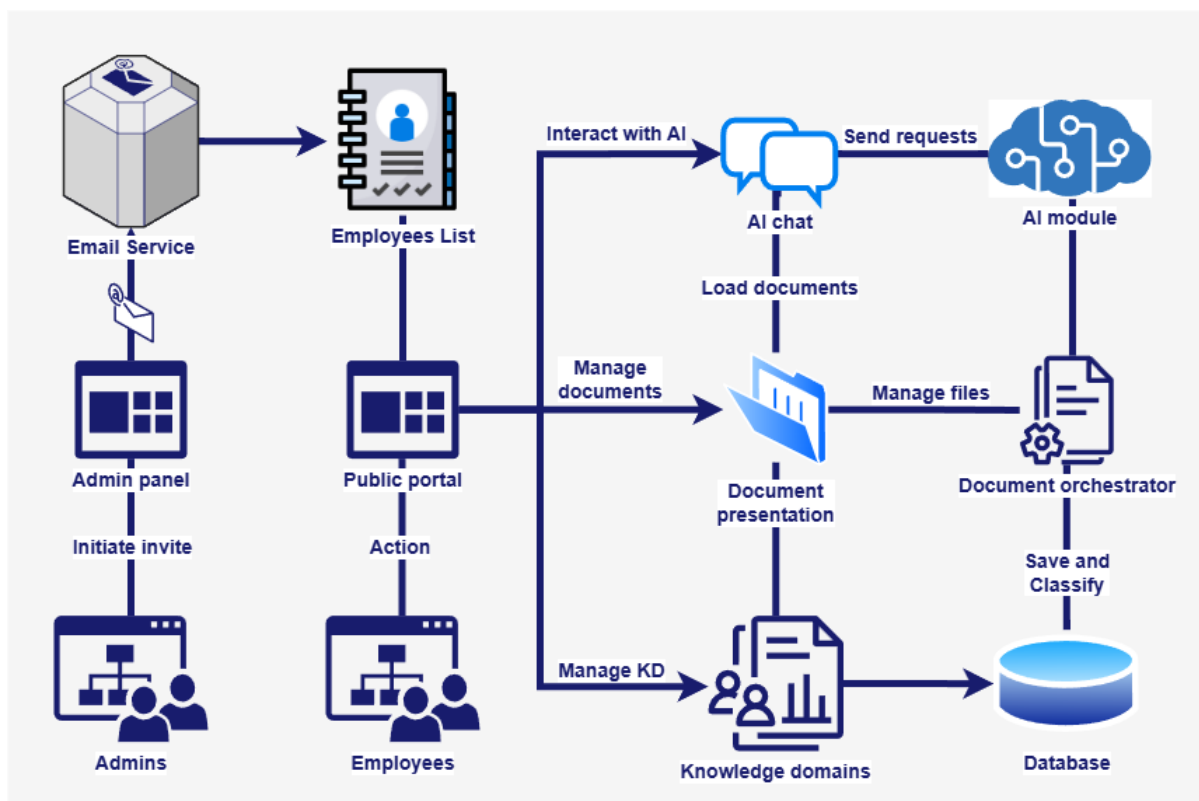 Interact with AI
Send requests
AI chat
AI module
Employees List
Email Service
Load documents
Manage
documents
Manage files
Admin panel
Public portal
Document
presentation
Document orchestrator
Initiate invite
Action
Save and
Classify
Manage KD
Admins
Employees
Knowledge domains
Database